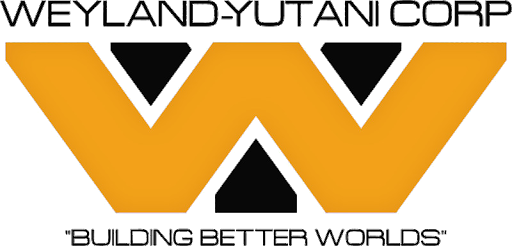 WEYLAND-YUTANI CORP
"BUILDING BETTER WORLDS"